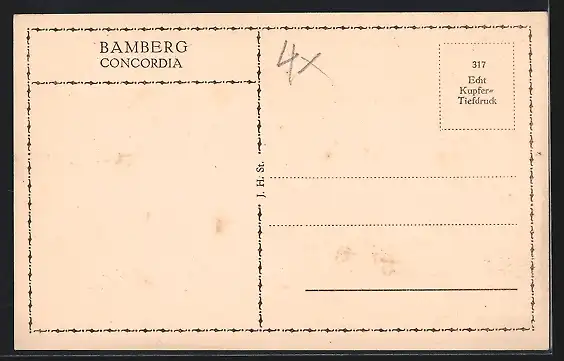 BAMBERG
CONCORDIA
4x
317
Echt
Kupfer=
Tiefdruck
J. H. St.